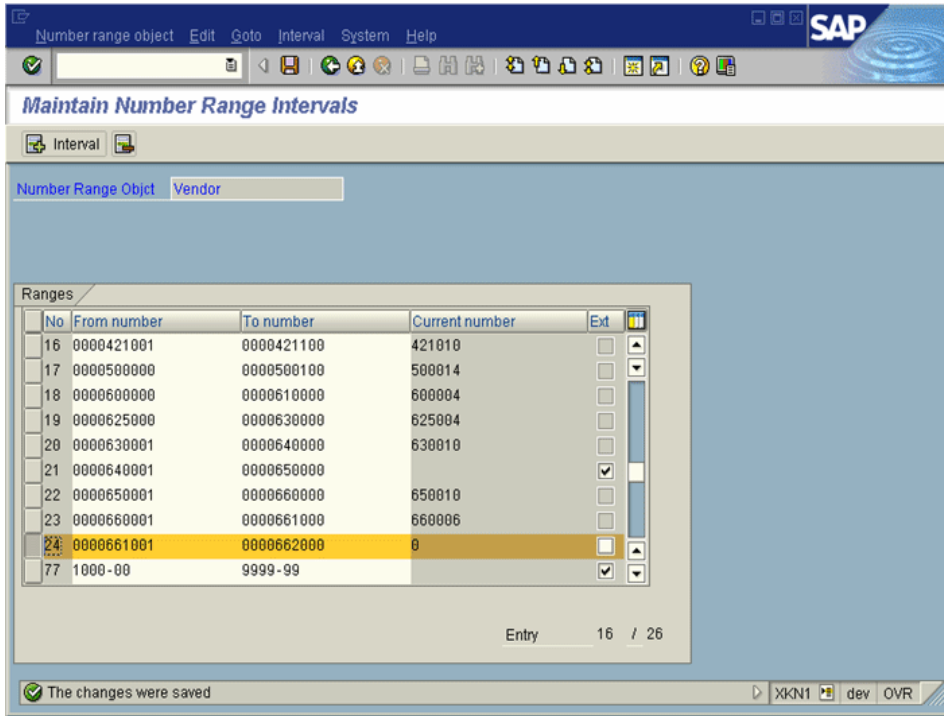 Number range object Edit Goto Interval System Help
SAP
Maintain Number Range Intervals
Interval
Number Range Objct Vendor
Ranges
No From number To number Current number Ext
16 0000421001 0000421100 421010
17 0000500000 0000500100 500014
18 0000600000 0000610000 600004
19 0000625000 0000630000 625004
20 0000630001 0000640000 630010
21 0000640001 0000650000
22 0000650001 0000660000 650010
23 0000660001 0000661000 660006
24 0000661001 0000662000 0
77 1000-00 9999-99
Entry 16 / 26
The changes were saved XKN1 dev OVR